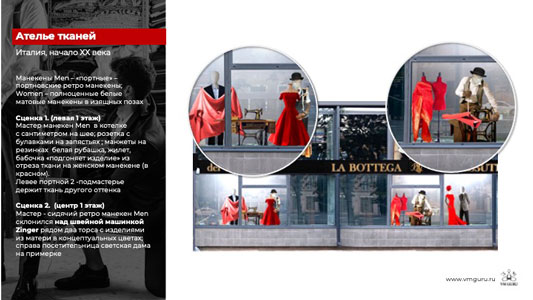 Ателье тканей
Италия, начало XX века
Манекены Men – «портные» –
портновские ретро манекены;
Women – полноценные белые
матовые манекены в изящных позах
Сценка 1. (левая 1 этаж)
Мастер манекен Men в котелке
с сантиметром на шее; розетка с
булавками на запястье ; манжеты на
резинках белая рубашка, жилет,
бабочка «подгоняет изделие» из
отреза ткани на женском манекене (в
красном).
Левее портной 2 -подмастерье
держит ткань другого оттенка
Сценка 2. (центр 1 этаж)
Мастер - сидячий ретро манекен Men
склонился над швейной машинкой
Zinger рядом два торса с изделиями
из материи в концептуальных цветах;
справа посетительница светская дама
на примерке
LA BOTTEGA
www.vmguru.ru
VM GURU